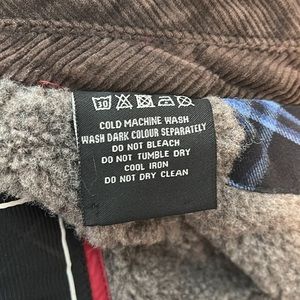 30
COLD MACHINE WASH
WASH DARK COLOUR SEPARATELY
DO NOT BLEACH
DO NOT TUMBLE DRY
COOL IRON
DO NOT DRY CLEAN